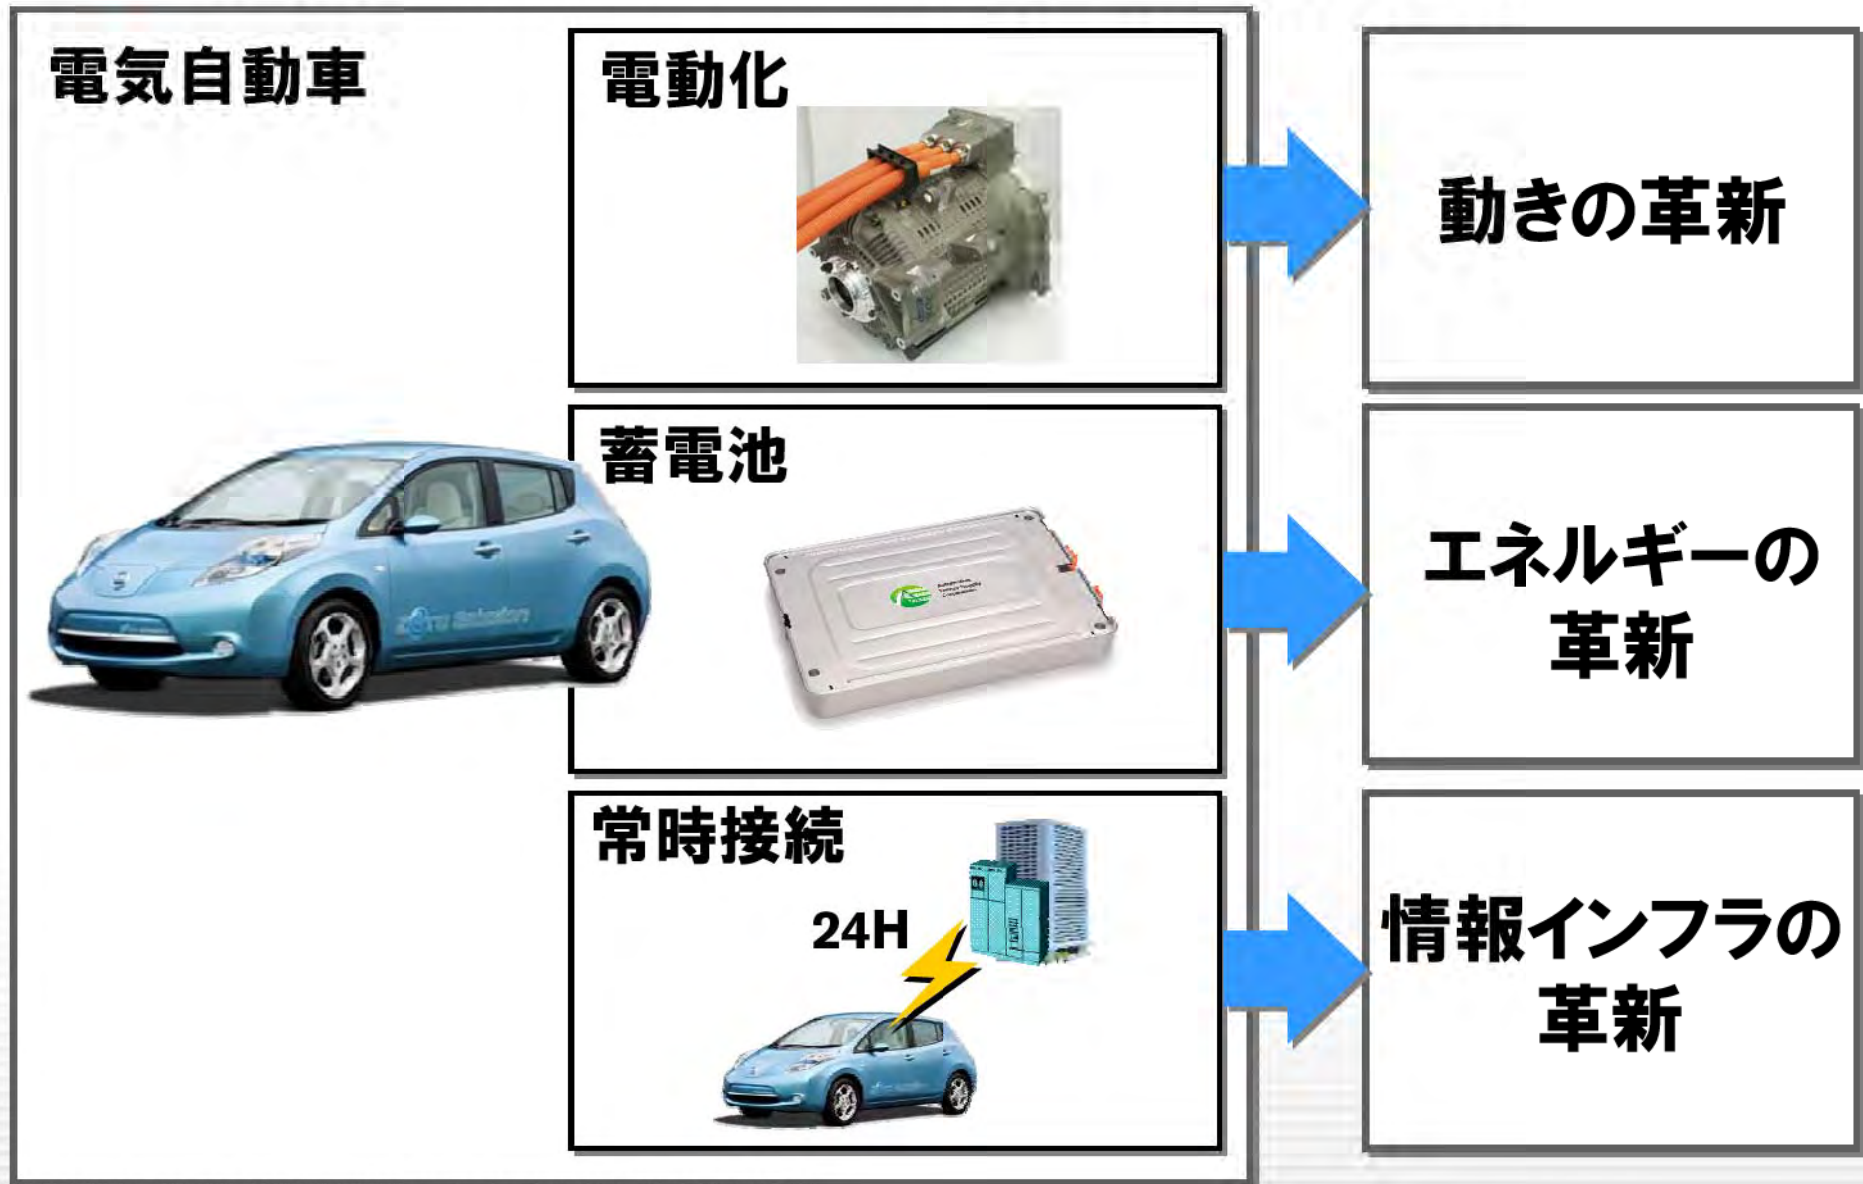 電気自動車
電動化
動きの革新
蓄電池
エネルギーの
革新
常時接続
24H
情報インフラの
革新